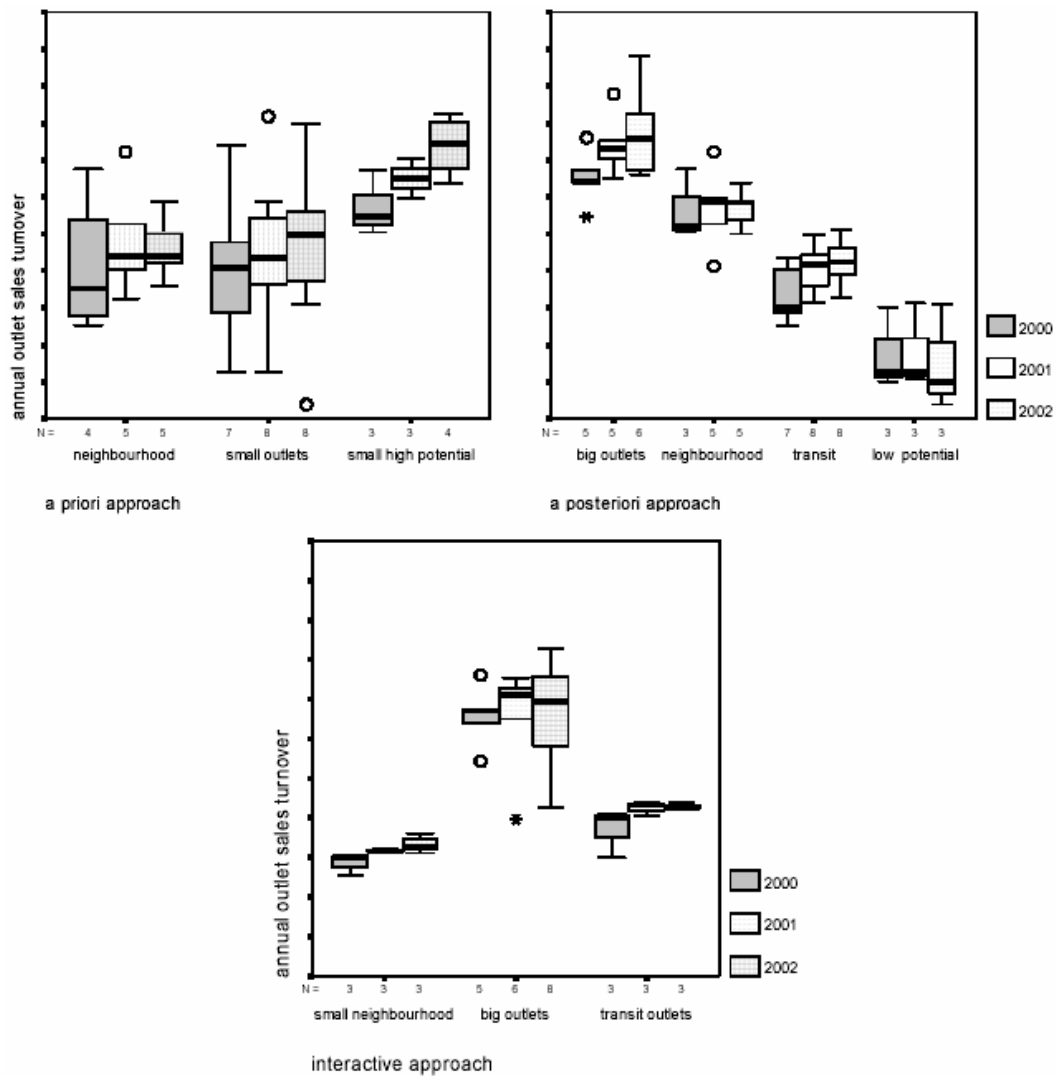 annual outlet sales turnover
N = 4 5 5 7 8 8 3 3 4
neighbourhood small outlets small high potential
a priori approach
N = 5 5 6 3 5 5 7 8 8 3 3 3
big outlets neighbourhood transit low potential
a posteriori approach
2000
2001
2002
annual outlet sales turnover
N = 3 3 3 5 6 8 3 3 3
small neighbourhood big outlets transit outlets
interactive approach
2000
2001
2002